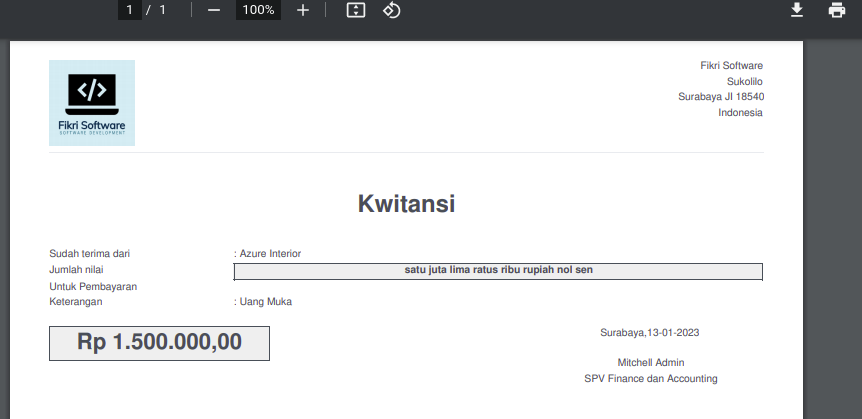 1 / 1 100%
Fikri Software
Sukolilo
Surabaya JI 18540
Indonesia
</>
Fikri Software
SOFTWARE DEVELOPMENT
Kwitansi
Sudah terima dari : Azure Interior
Jumlah nilai satu juta lima ratus ribu rupiah nol sen
Untuk Pembayaran
Keterangan : Uang Muka
Rp 1.500.000,00
Surabaya,13-01-2023
Mitchell Admin
SPV Finance dan Accounting